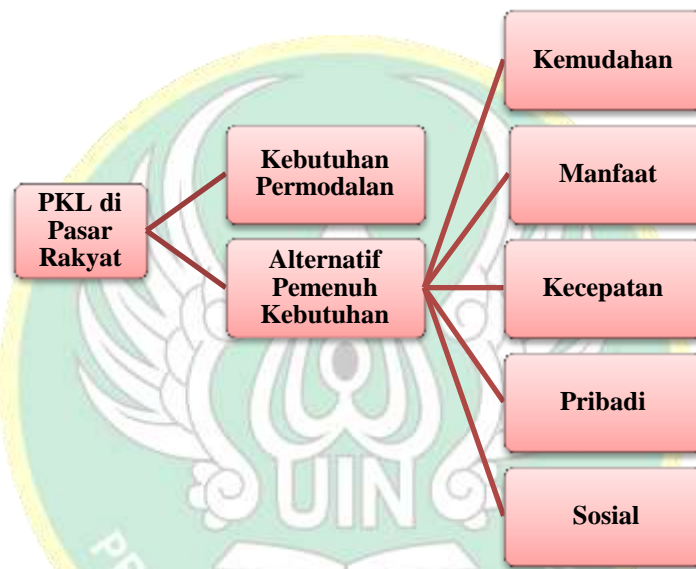 PKL di
Pasar
Rakyat
Kebutuhan
Permodalan
Alternatif
Pemenuh
Kebutuhan
Kemudahan
Manfaat
Kecepatan
Pribadi
Sosial
UIN